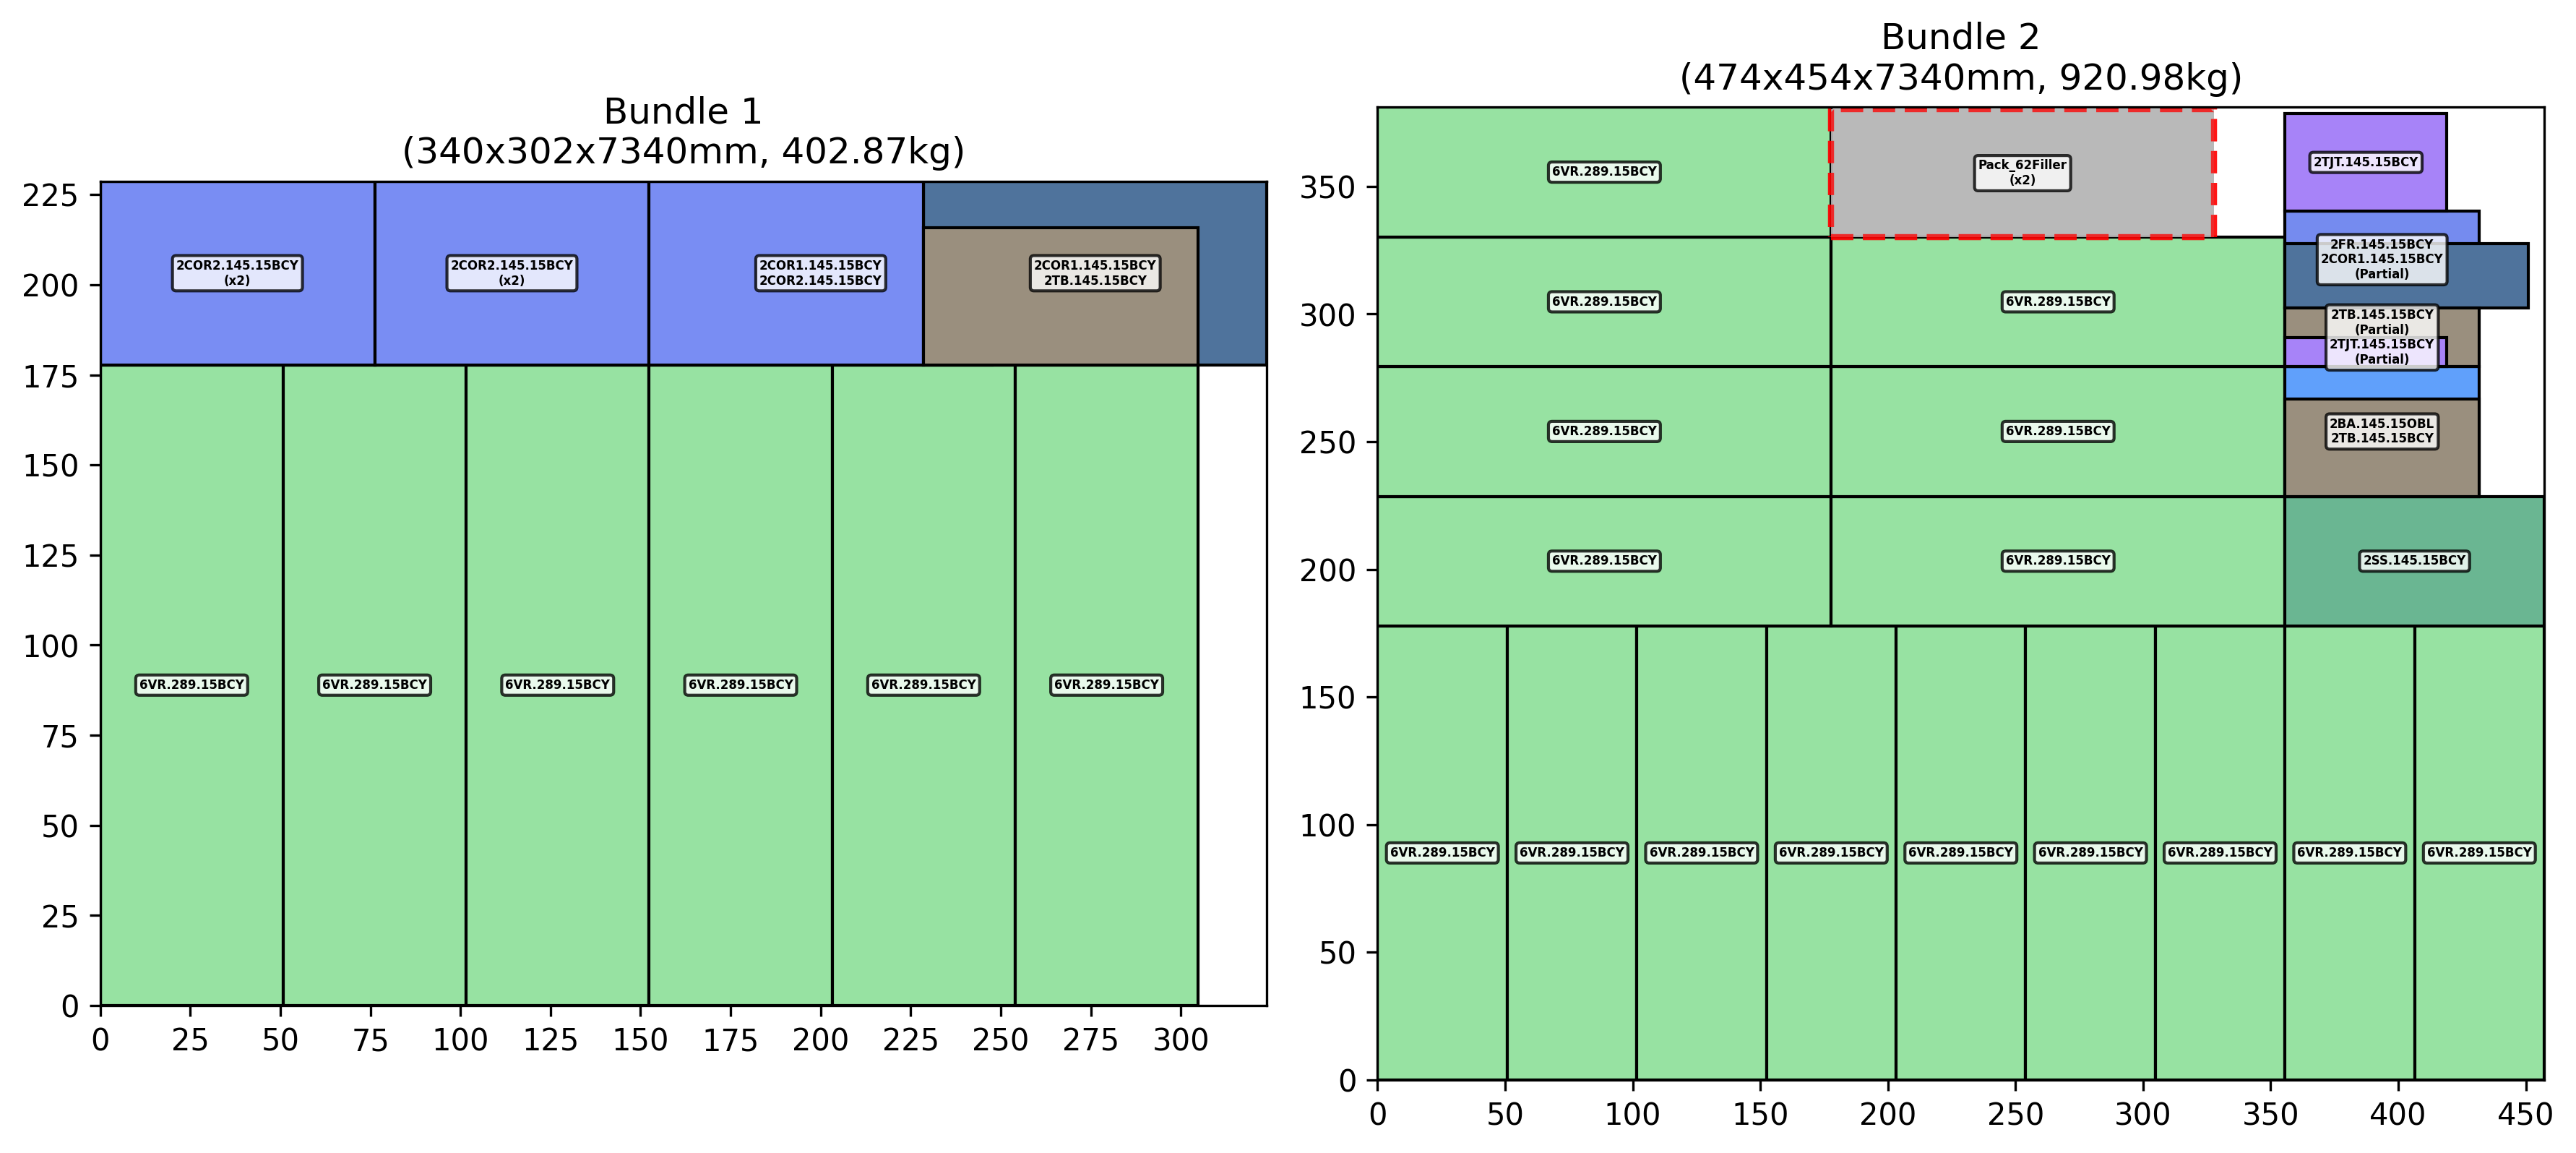 Bundle 1
(340x302x7340mm, 402.87kg)
225
200
175
150
125
100
75
50
25
0
2COR2.145.15BCY
(x2)
2COR2.145.15BCY
(x2)
2COR1.145.15BCY
2COR2.145.15BCY
2COR1.145.15BCY
2TB.145.15BCY
6VR.289.15BCY
6VR.289.15BCY
6VR.289.15BCY
6VR.289.15BCY
6VR.289.15BCY
6VR.289.15BCY
0 25 50 75 100 125 150 175 200 225 250 275 300
Bundle 2
(474x454x7340mm, 920.98kg)
350
300
250
200
150
100
50
0
6VR.289.15BCY
Pack_62Filler
(x2)
2TJT.145.15BCY
6VR.289.15BCY
6VR.289.15BCY
2FR.145.15BCY
2COR1.145.15BCY
(Partial)
2TB.145.15BCY
(Partial)
2TJT.145.15BCY
(Partial)
6VR.289.15BCY
6VR.289.15BCY
2BA.145.15OBL
2TB.145.15BCY
6VR.289.15BCY
6VR.289.15BCY
2SS.145.15BCY
6VR.289.15BCY
6VR.289.15BCY
6VR.289.15BCY
6VR.289.15BCY
6VR.289.15BCY
6VR.289.15BCY
6VR.289.15BCY
6VR.289.15BCY
6VR.289.15BCY
0 50 100 150 200 250 300 350 400 450